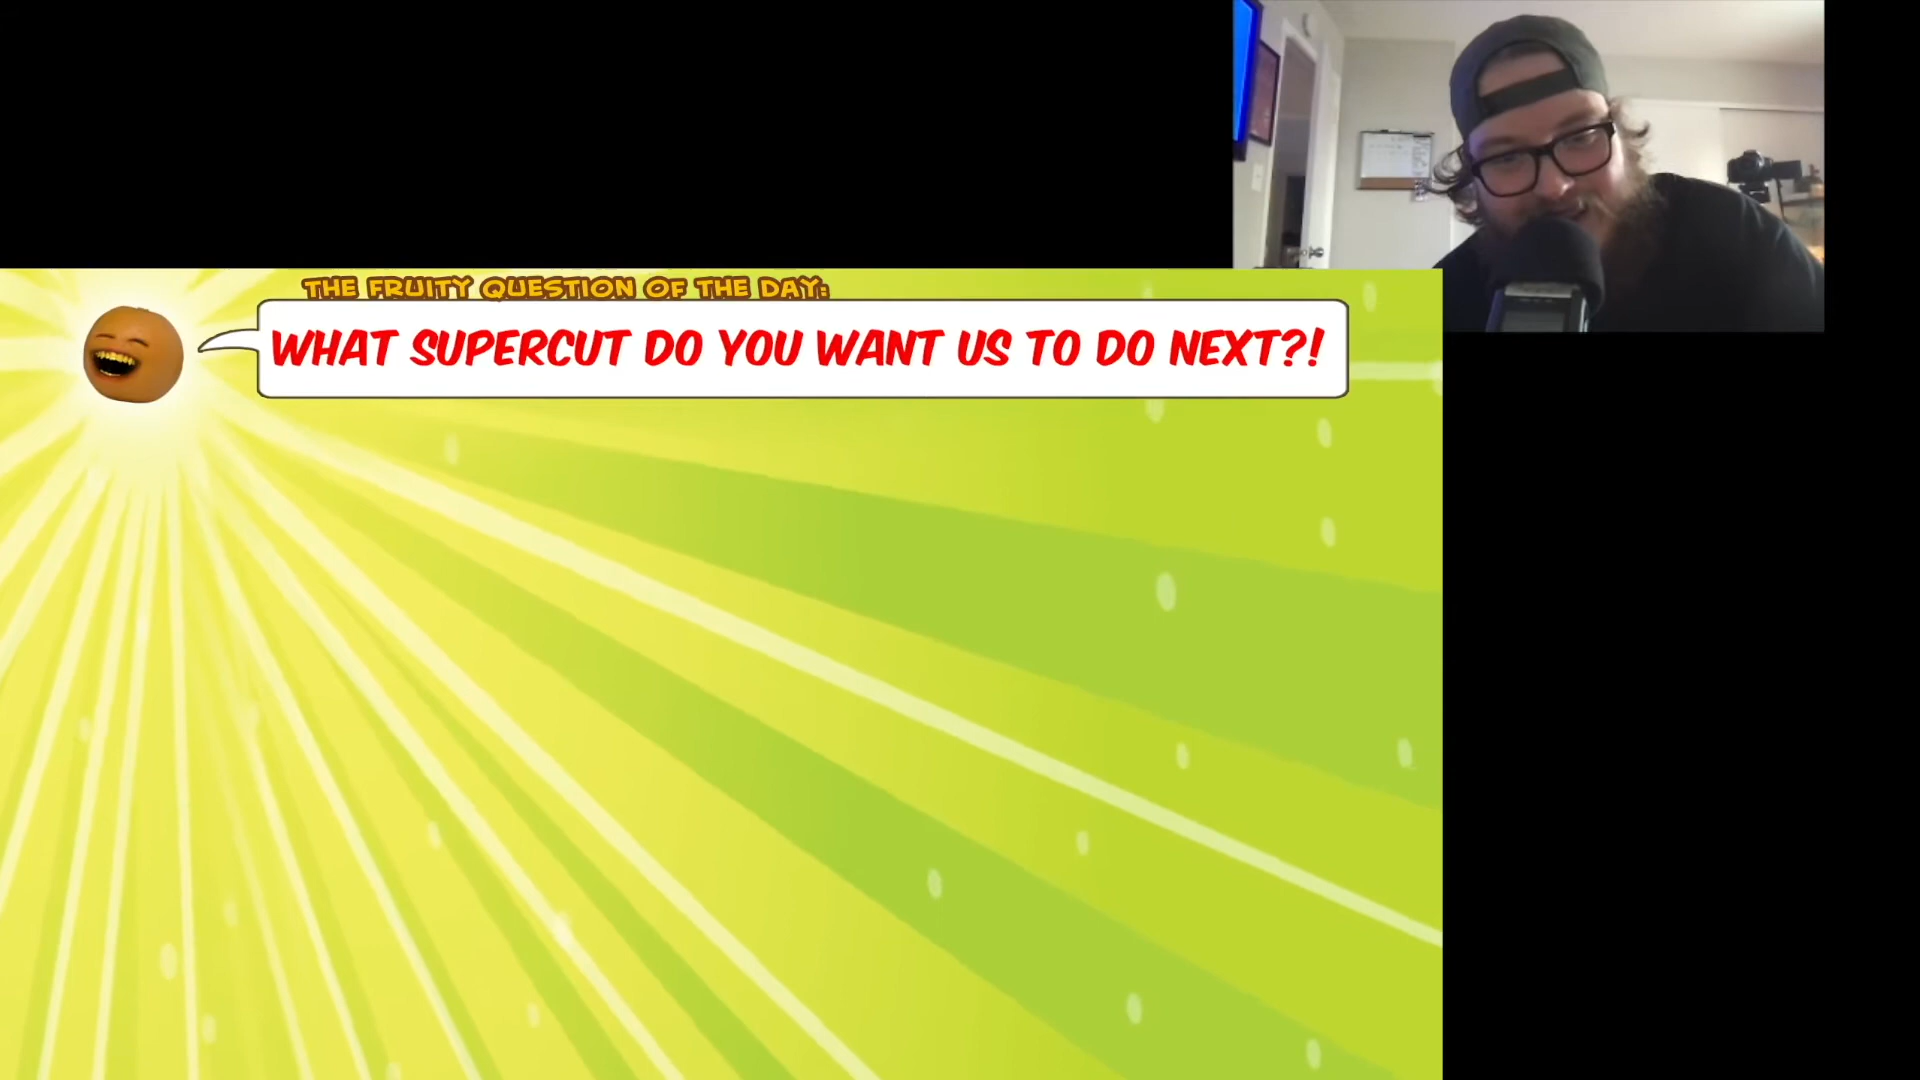 THE FRUITY QUESTION OF THE DAY:
WHAT SUPERCUT DO YOU WANT US TO DO NEXT?!